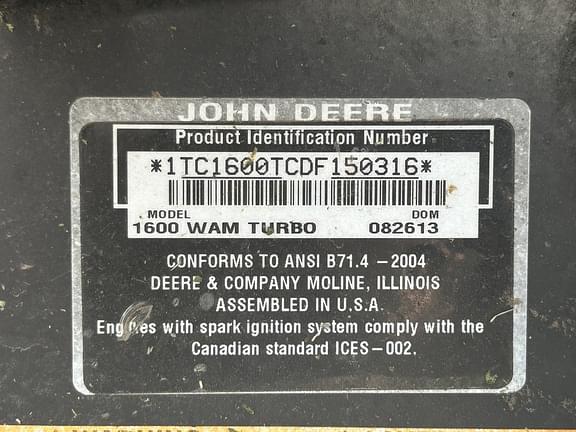 JOHN DEERE
Product Identification Number
*1TC1600TCDF150316*
MODEL DOM
1600 WAM TURBO 082613
CONFORMS TO ANSI B71.4 – 2004
DEERE & COMPANY MOLINE, ILLINOIS
ASSEMBLED IN U.S.A.
Engines with spark ignition system comply with the
Canadian standard ICES – 002.